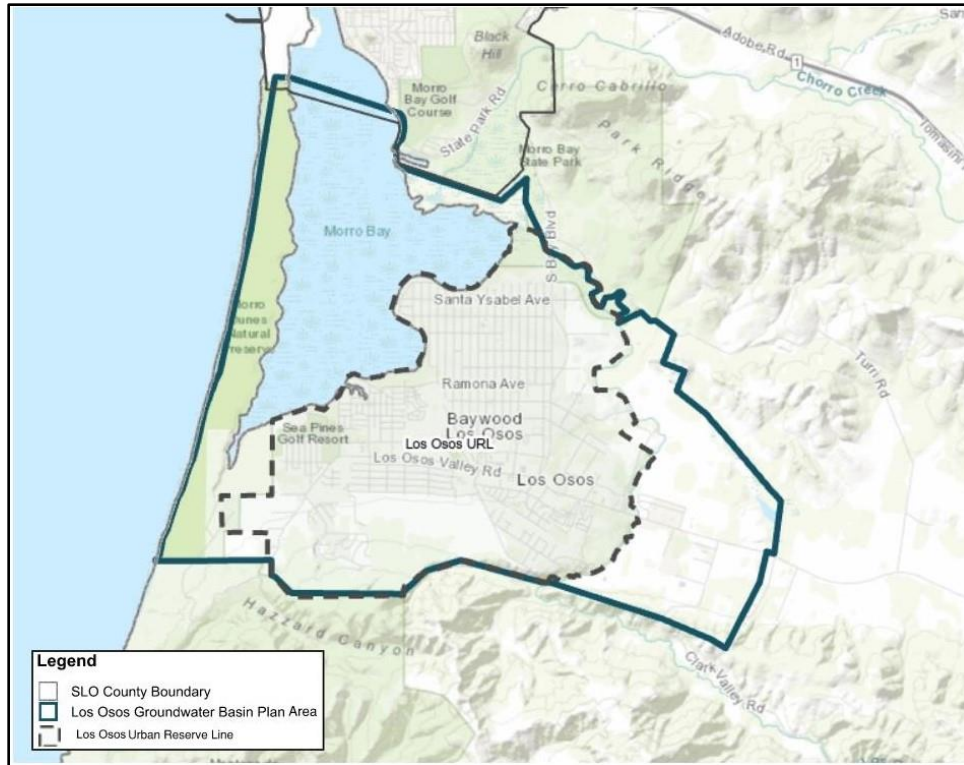 Black
Hill
Adobe Rd
1
San
Cerro Cabrillo
Chorro Creek
Morro
Bay Golf
Course
State Park Rd
Park Ridge
Morro Bay
State Park
Morro Bay
S Bay Blvd
Santa Ysabel Ave
Turri Rd
Ramona Ave
Baywood
Los Osos
Sea Pines
Golf Resort
Los Osos URL
Los Osos Valley Rd
Los Osos
Hazzard Canyon
Clark Valley Rd
Legend
SLO County Boundary
Los Osos Groundwater Basin Plan Area
Los Osos Urban Reserve Line